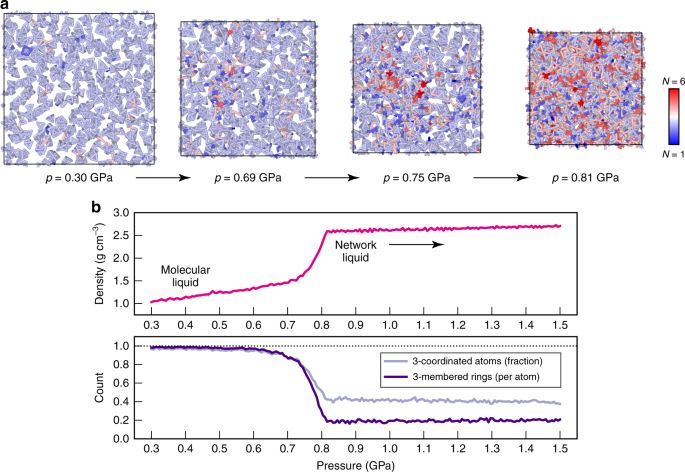 a
N = 6
N = 1
p = 0.30 GPa
p = 0.69 GPa
p = 0.75 GPa
p = 0.81 GPa
b
3.0
2.5
2.0
1.5
1.0
Density (g cm⁻³)
Molecular
liquid
Network
liquid
0.3 0.4 0.5 0.6 0.7 0.8 0.9 1.0 1.1 1.2 1.3 1.4 1.5
1.0
0.8
0.6
0.4
0.2
0.0
Count
3-coordinated atoms (fraction)
3-membered rings (per atom)
0.3 0.4 0.5 0.6 0.7 0.8 0.9 1.0 1.1 1.2 1.3 1.4 1.5
Pressure (GPa)